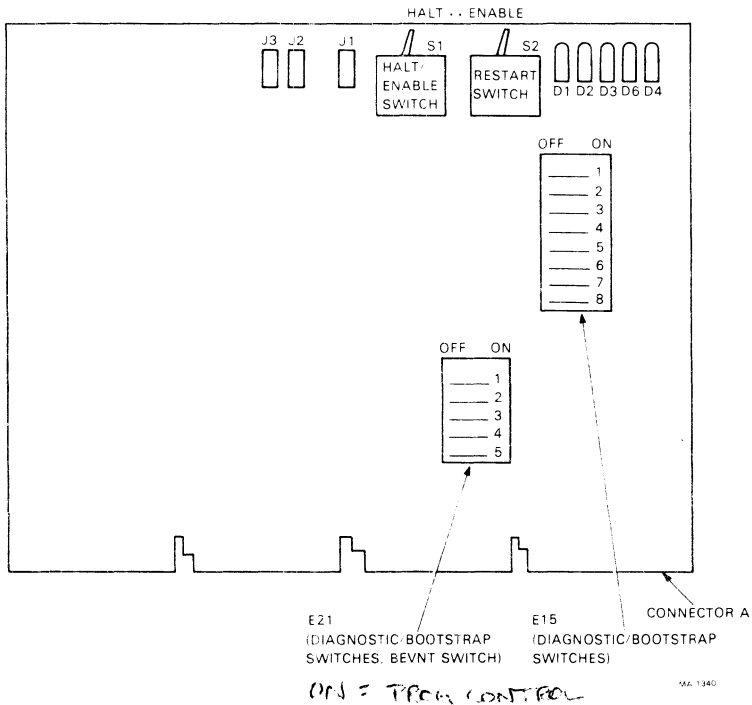 HALT • • ENABLE
J3 J2 J1 S1 S2
HALT/
ENABLE
SWITCH
RESTART
SWITCH
D1 D2 D3 D6 D4
OFF ON
1
2
3
4
5
6
7
8
OFF ON
1
2
3
4
5
CONNECTOR A
E21
(DIAGNOSTIC/BOOTSTRAP
SWITCHES, BEVNT SWITCH)
E15
(DIAGNOSTIC/BOOTSTRAP
SWITCHES)
MA 1340
ON = CONTROL